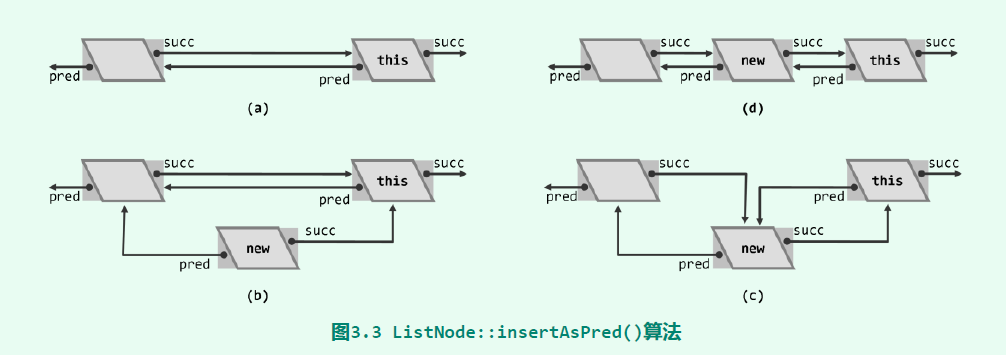 succ succ succ succ succ
this new this
pred pred pred pred pred
(a) (d)
succ succ succ succ
this this
pred pred pred pred
succ succ
new new
pred pred
(b) (c)
图3.3 ListNode::insertAsPred()算法